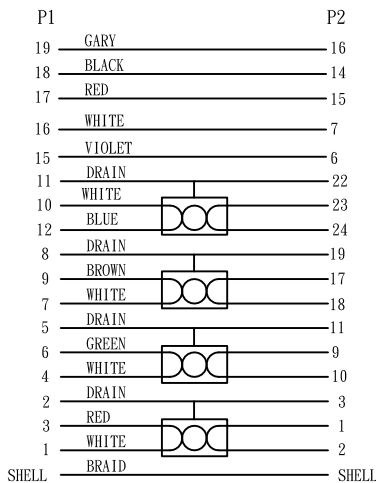 P1 P2
19 GARY 16
18 BLACK 14
17 RED 15
16 WHITE 7
15 VIOLET 6
11 DRAIN 22
10 WHITE 23
12 BLUE 24
8 DRAIN 19
9 BROWN 17
7 WHITE 18
5 DRAIN 11
6 GREEN 9
4 WHITE 10
2 DRAIN 3
3 RED 1
1 WHITE 2
SHELL BRAID SHELL